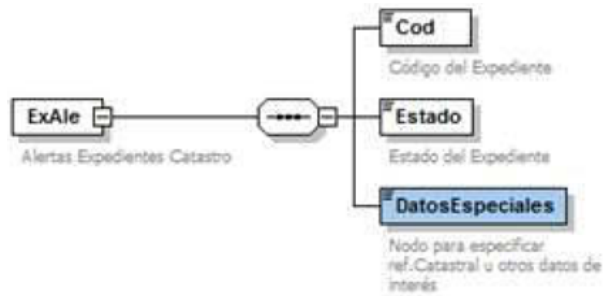 Cod
Código del Expediente
ExAle
Alertas Expedientes Catastro
Estado
Estado del Expediente
DatosEspeciales
Nodo para especificar
ref.Catastral u otros datos de
interés